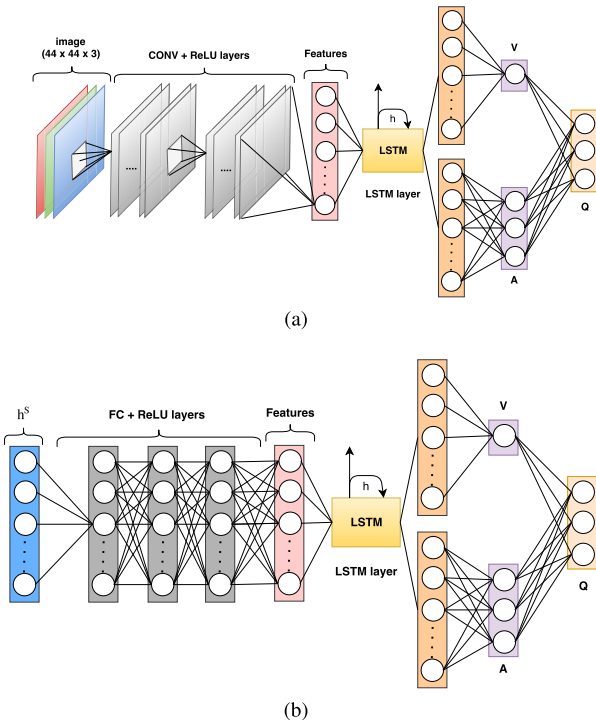 image
(44 x 44 x 3)
CONV + ReLU layers
Features
V
h
LSTM
LSTM layer
Q
A
(a)
h^s
FC + ReLU layers
Features
V
h
LSTM
LSTM layer
Q
A
(b)